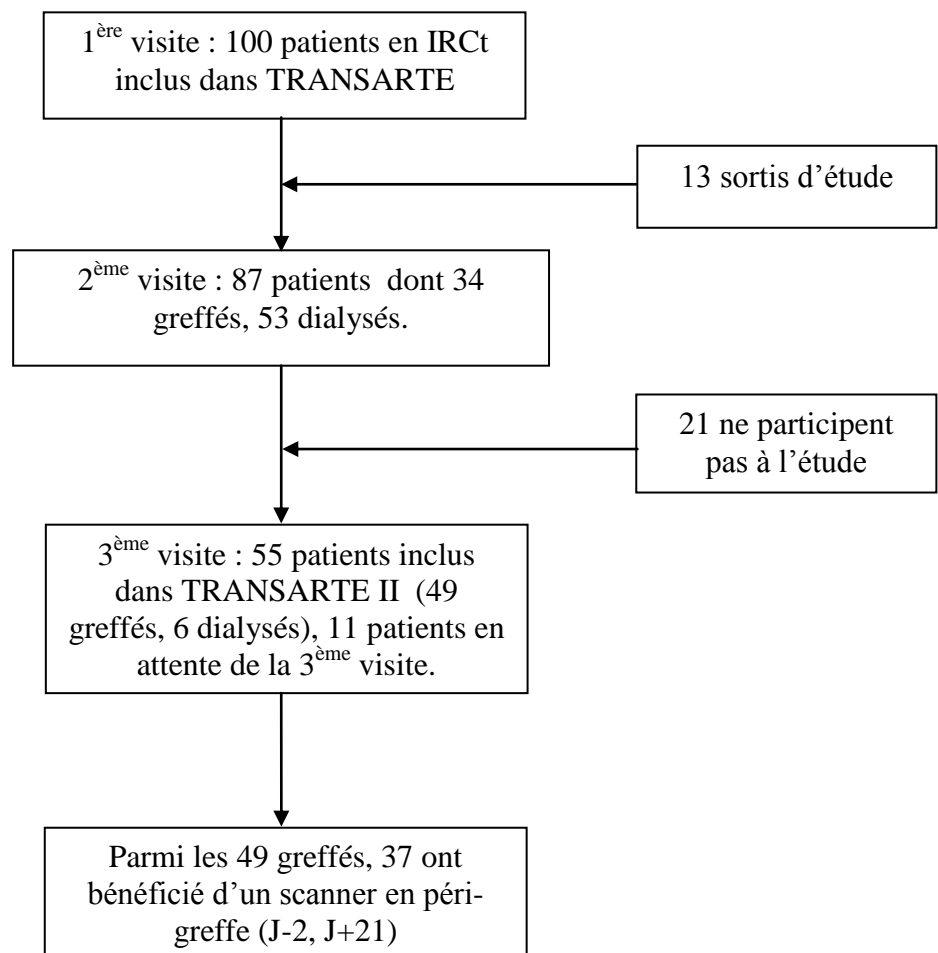 1ère visite : 100 patients en IRCt
inclus dans TRANSARTE
13 sortis d’étude
2ème visite : 87 patients dont 34
greffés, 53 dialysés.
21 ne participent
pas à l’étude
3ème visite : 55 patients inclus
dans TRANSARTE II (49
greffés, 6 dialysés), 11 patients en
attente de la 3ème visite.
Parmi les 49 greffés, 37 ont
bénéficié d’un scanner en péri-
greffe (J-2, J+21)